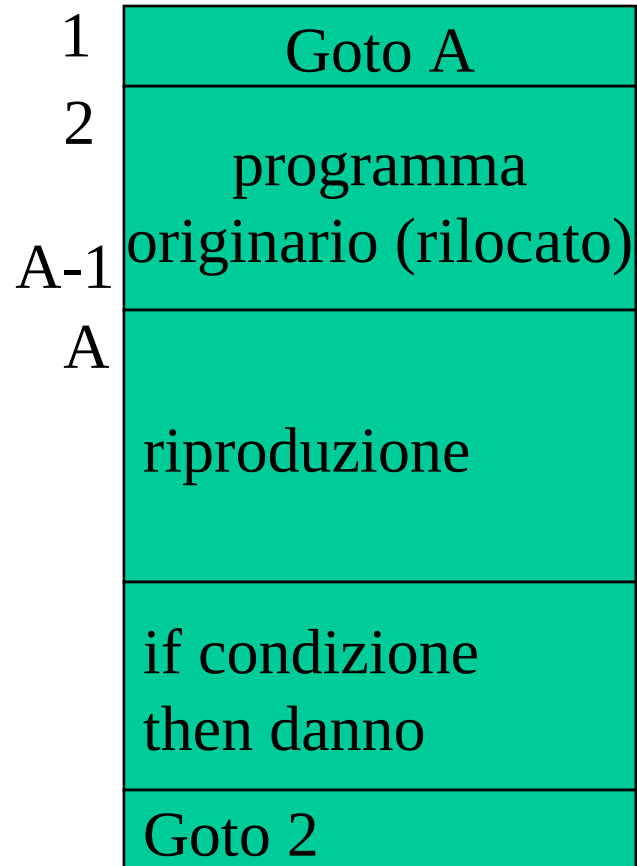 1
Goto A
2
programma
originario (rilocato)
A-1
A
riproduzione
if condizione
then danno
Goto 2